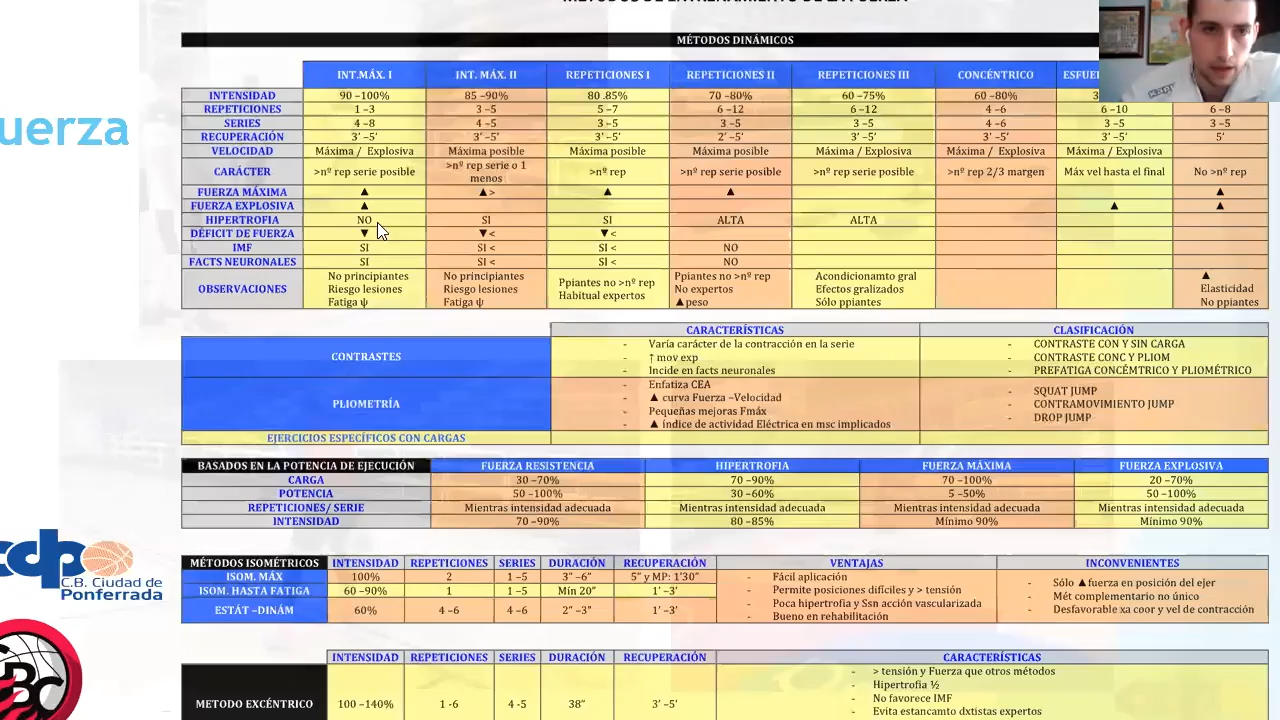 MÉTODOS DE ENTRENAMIENTO DE LA FUERZA
uerza
MÉTODOS DINÁMICOS
INT.MÁX. I INT. MÁX. II REPETICIONES I REPETICIONES II REPETICIONES III CONCÉNTRICO ESFUE
INTENSIDAD 90 –100% 85 –90% 80 .85% 70 –80% 60 –75% 60 –80% 3
REPETICIONES 1 –3 3 –5 5 –7 6 –12 6 –12 4 –6 6 –10 6 –8
SERIES 4 –8 4 –5 3 –5 3 –5 3 –5 4 –6 3 –5 3 –5
RECUPERACIÓN 3’ –5’ 3’ –5’ 3’ –5’ 2’ –5’ 3’ –5’ 3’ –5’ 3’ –5’ 5’
VELOCIDAD Máxima / Explosiva Máxima posible Máxima posible Máxima posible Máxima / Explosiva Máxima / Explosiva Máxima / Explosiva
CARÁCTER >nº rep serie posible >nº rep serie o 1 menos >nº rep >nº rep serie posible >nº rep serie posible >nº rep 2/3 margen Máx vel hasta el final No >nº rep
FUERZA MÁXIMA ▲ ▲> ▲ ▲ ▲
FUERZA EXPLOSIVA ▲ ▲ ▲
HIPERTROFIA NO SI SI ALTA ALTA
DÉFICIT DE FUERZA ▼ ▼< ▼<
IMF SI SI < SI < NO
FACTS NEURONALES SI SI < SI < NO
OBSERVACIONES
No principiantes
Riesgo lesiones
Fatiga ψ
No principiantes
Riesgo lesiones
Fatiga ψ
Ppiantes no >nº rep
Habitual expertos
Ppiantes no >nº rep
No expertos
▲peso
Acondicionamto gral
Efectos gralizados
Sólo ppiantes
▲
Elasticidad
No ppiantes
CARACTERÍSTICAS CLASIFICACIÓN
CONTRASTES
- Varía carácter de la contracción en la serie
- ↑ mov exp
- Incide en facts neuronales
- CONTRASTE CON Y SIN CARGA
- CONTRASTE CONC Y PLIOM
- PREFATIGA CONCÉMTRICO Y PLIOMÉTRICO
PLIOMETRÍA
- Enfatiza CEA
- ▲ curva Fuerza –Velocidad
- Pequeñas mejoras Fmáx
- ▲ índice de actividad Eléctrica en msc implicados
- SQUAT JUMP
- CONTRAMOVIMIENTO JUMP
- DROP JUMP
EJERCICIOS ESPECÍFICOS CON CARGAS
BASADOS EN LA POTENCIA DE EJECUCIÓN FUERZA RESISTENCIA HIPERTROFIA FUERZA MÁXIMA FUERZA EXPLOSIVA
CARGA 30 –70% 70 –90% 70 –100% 20 –70%
POTENCIA 50 –100% 30 –60% 5 –50% 50 –100%
REPETICIONES/ SERIE Mientras intensidad adecuada Mientras intensidad adecuada Mientras intensidad adecuada Mientras intensidad adecuada
INTENSIDAD 70 –90% 80 –85% Mínimo 90% Mínimo 90%
MÉTODOS ISOMÉTRICOS INTENSIDAD REPETICIONES SERIES DURACIÓN RECUPERACIÓN VENTAJAS INCONVENIENTES
ISOM. MÁX 100% 2 1 –5 3” –6” 5” y MP: 1’30”
ISOM. HASTA FATIGA 60 –90% 1 1 –5 Mín 20” 1’ –3’
ESTÁT –DINÁM 60% 4 –6 4 –6 2” –3” 1’ –3’
- Fácil aplicación
- Permite posiciones difíciles y > tensión
- Poca hipertrofia y Ssn acción vascularizada
- Bueno en rehabilitación
- Sólo ▲fuerza en posición del ejer
- Mét complementario no único
- Desfavorable xa coor y vel de contracción
INTENSIDAD REPETICIONES SERIES DURACIÓN RECUPERACIÓN CARACTERÍSTICAS
METODO EXCÉNTRICO 100 –140% 1 -6 4 -5 38” 3’ –5’
- > tensión y Fuerza que otros métodos
- Hipertrofia ½
- No favorece IMF
- Evita estancamto dxtistas expertos
cdp
C.B. Ciudad de
Ponferrada